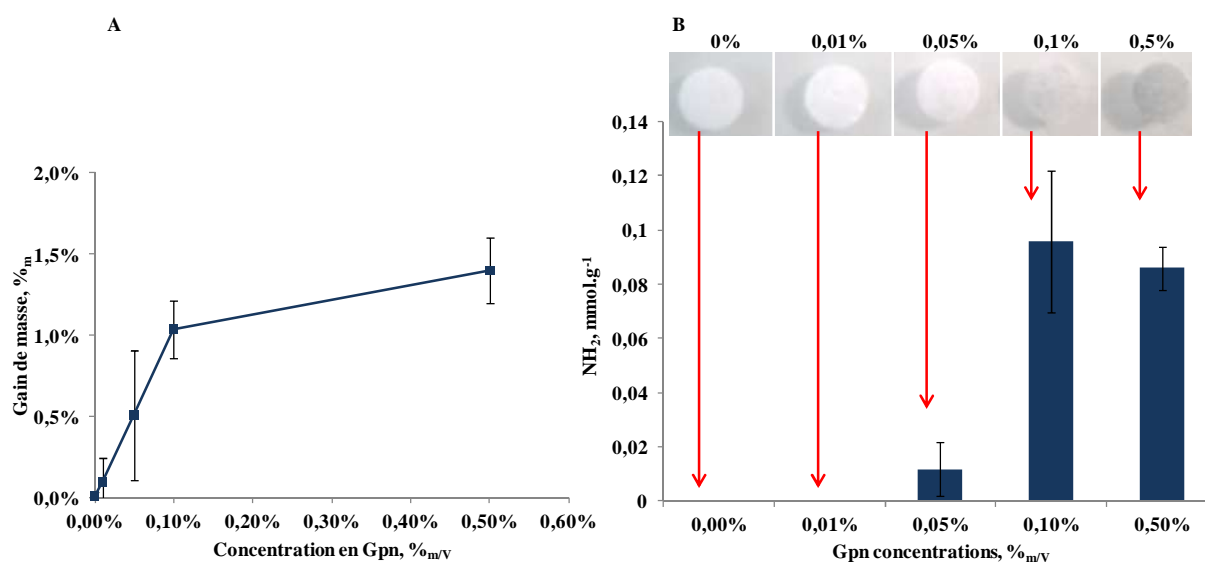 A
2,0%
1,5%
1,0%
0,5%
0,0%
Gain de masse, %m
0,00% 0,10% 0,20% 0,30% 0,40% 0,50% 0,60%
Concentration en Gpn, %m/V
B
0% 0,01% 0,05% 0,1% 0,5%
0,14
0,12
0,1
0,08
0,06
0,04
0,02
0
NH2, mmol.g-1
0,00% 0,01% 0,05% 0,10% 0,50%
Gpn concentrations, %m/V